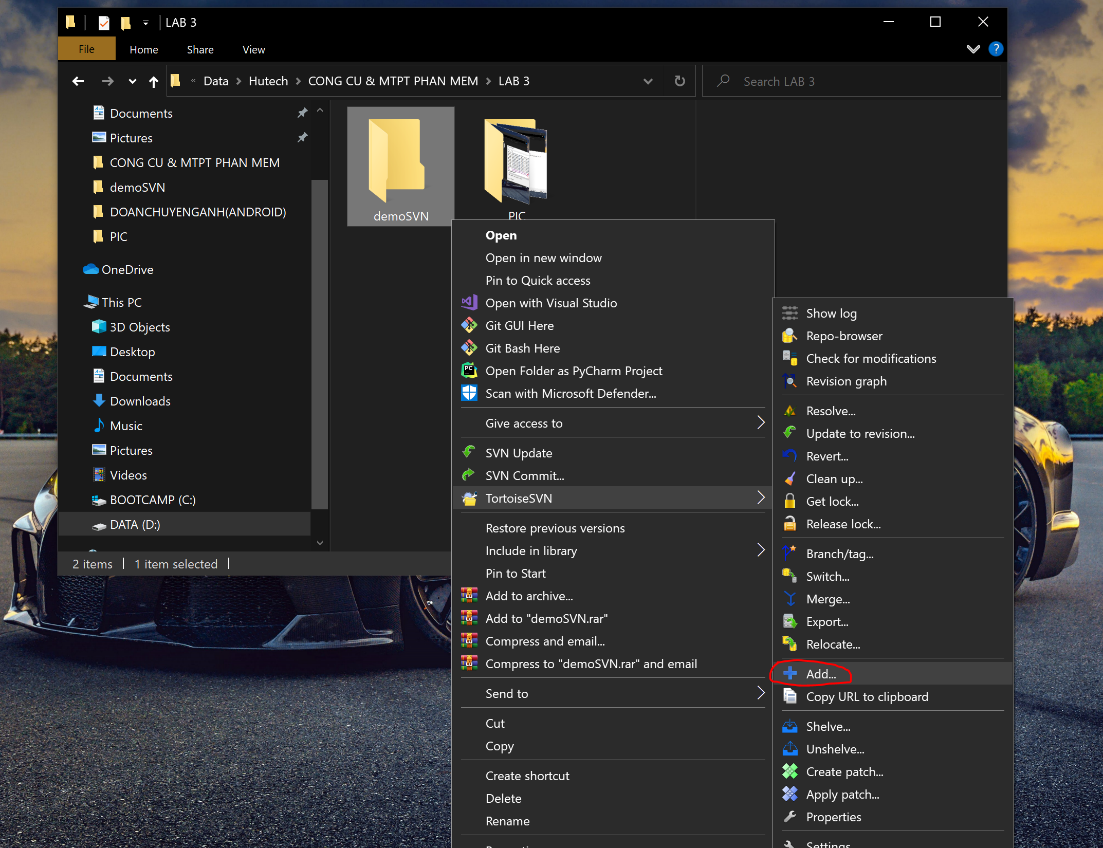 LAB 3
File Home Share View
« Data > Hutech > CONG CU & MTPT PHAN MEM > LAB 3
Search LAB 3
Documents
Pictures
CONG CU & MTPT PHAN MEM
demoSVN
DOANCHUYENGANH(ANDROID)
PIC
OneDrive
This PC
3D Objects
Desktop
Documents
Downloads
Music
Pictures
Videos
BOOTCAMP (C:)
DATA (D:)
2 items 1 item selected
demoSVN
PIC
Open
Open in new window
Pin to Quick access
Open with Visual Studio
Git GUI Here
Git Bash Here
Open Folder as PyCharm Project
Scan with Microsoft Defender...
Give access to
SVN Update
SVN Commit...
TortoiseSVN
Restore previous versions
Include in library
Pin to Start
Add to archive...
Add to "demoSVN.rar"
Compress and email...
Compress to "demoSVN.rar" and email
Send to
Cut
Copy
Create shortcut
Delete
Rename
Show log
Repo-browser
Check for modifications
Revision graph
Resolve...
Update to revision...
Revert...
Clean up...
Get lock...
Release lock...
Branch/tag...
Switch...
Merge...
Export...
Relocate...
Add...
Copy URL to clipboard
Shelve...
Unshelve...
Create patch...
Apply patch...
Properties
Settings